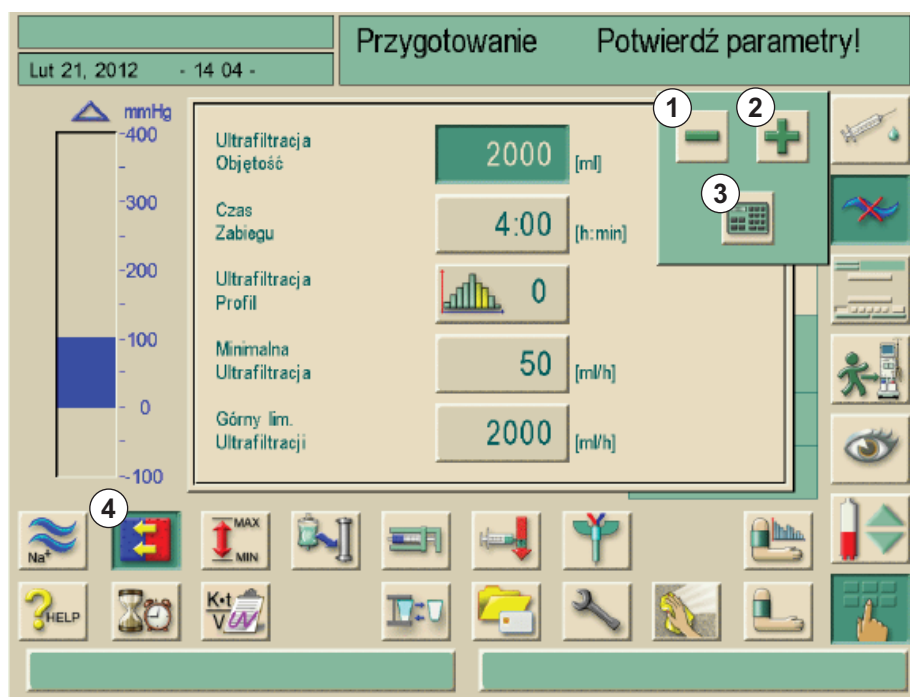 Przygotowanie Potwierdź parametry!
Lut 21, 2012 - 14 04 -
mmHg
400
300
200
100
0
-100
Ultrafiltracja
Objętość
2000 [ml]
Czas
Zabiegu
4:00 [h:min]
Ultrafiltracja
Profil
0
Minimalna
Ultrafiltracja
50 [ml/h]
Górny lim.
Ultrafiltracji
2000 [ml/h]
1
2
3
4
Na+
MAX
MIN
HELP
K•t
V